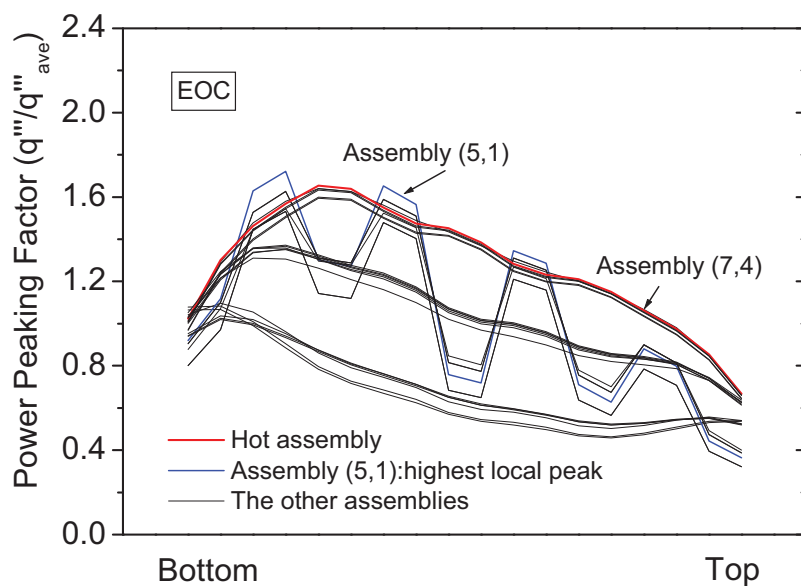 2.4
2.0
1.6
1.2
0.8
0.4
0.0
Power Peaking Factor (q'''/q'''ave)
EOC
Assembly (5,1)
Assembly (7,4)
Hot assembly
Assembly (5,1):highest local peak
The other assemblies
Bottom
Top